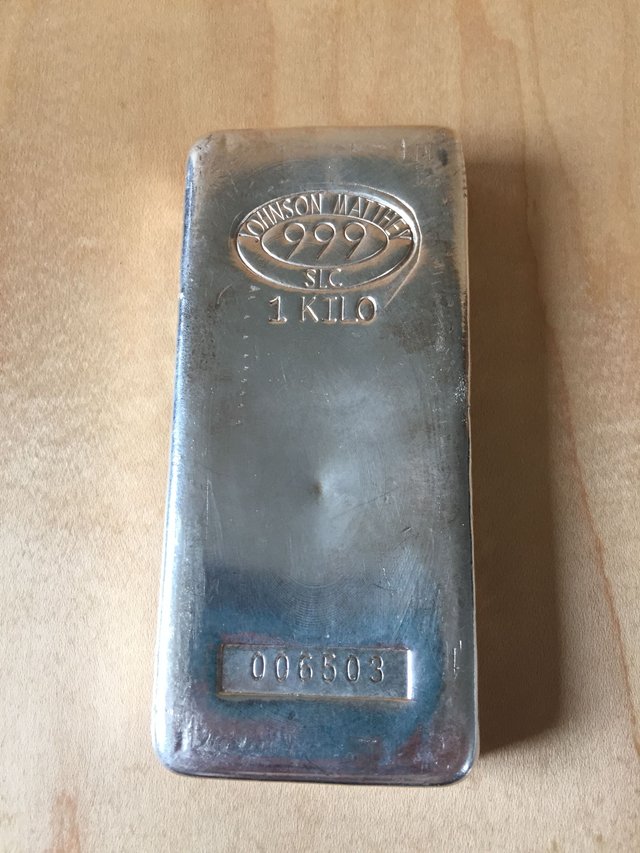 JOHNSON MATTHEY
999
SLC
1 KILO
006503